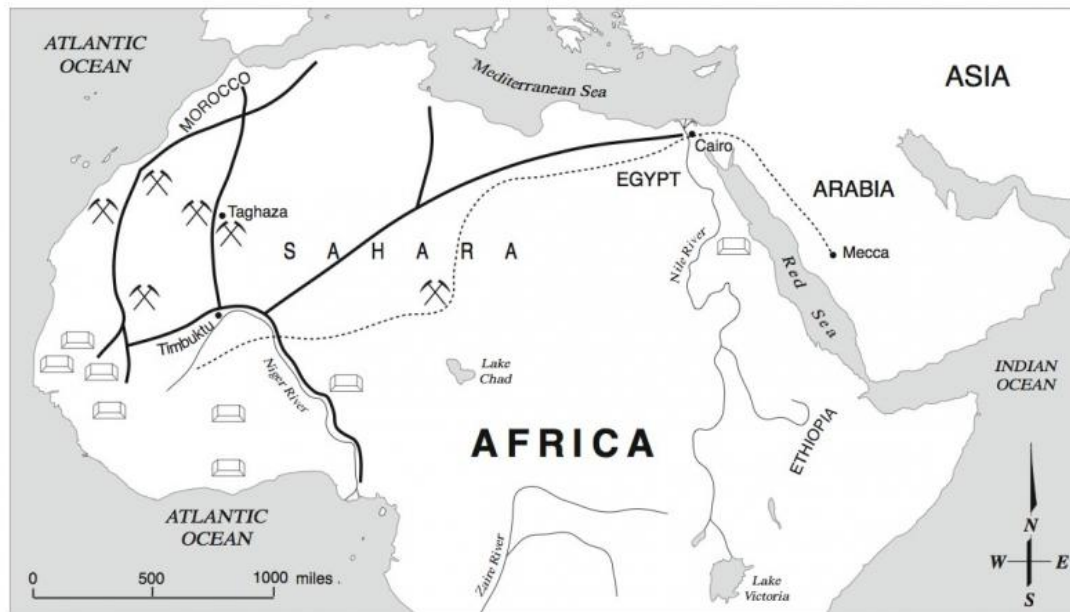 ATLANTIC
OCEAN
MOROCCO
Mediterranean Sea
ASIA
Cairo
EGYPT
ARABIA
Taghaza
SAHARA
Mecca
Nile River
Red Sea
Timbuktu
Niger River
Lake
Chad
INDIAN
OCEAN
AFRICA
ETHIOPIA
ATLANTIC
OCEAN
Zaire River
Lake
Victoria
N
W E
S
0 500 1000 miles .